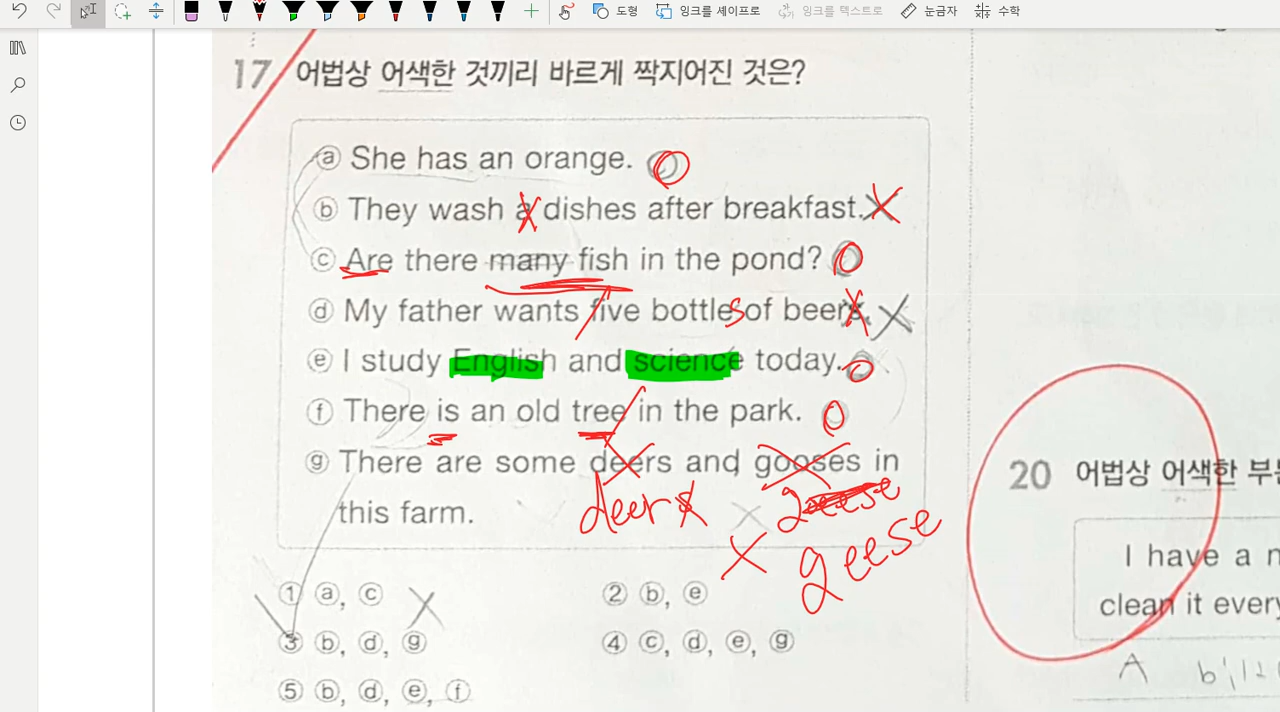 도형 잉크를 셰이프로 잉크를 텍스트로 눈금자 수학
17 어법상 어색한 것끼리 바르게 짝지어진 것은?
ⓐ She has an orange. O
ⓑ They wash a dishes after breakfast. X
ⓒ Are there many fish in the pond? O
ⓓ My father wants five bottle s of beers. X
ⓔ I study English and science today. O
ⓕ There is an old tree in the park. O
ⓖ There are some deers and gooses in
this farm.
deers X geese
X geese
① ⓐ, ⓒ X ② ⓑ, ⓔ
③ ⓑ, ⓓ, ⓖ ④ ⓒ, ⓓ, ⓔ, ⓖ
⑤ ⓑ, ⓓ, ⓔ, ⓕ
20 어법상 어색한
I have a
clean it every
A